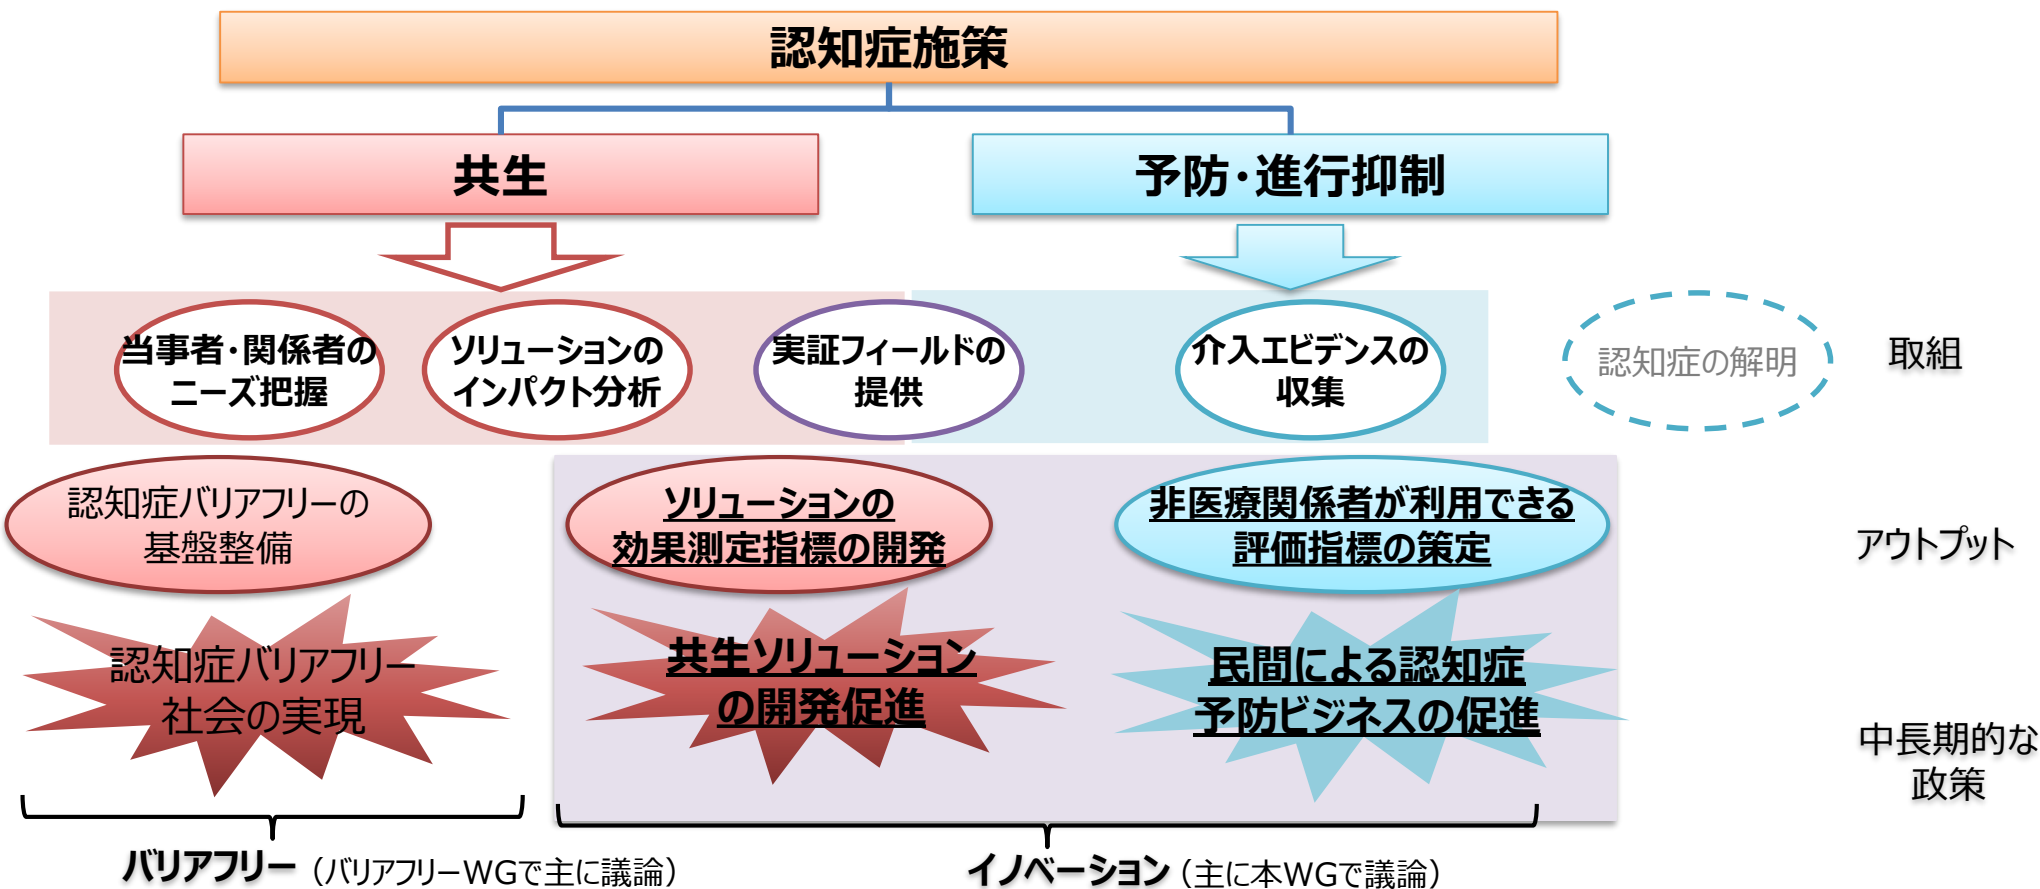 認知症施策
共生
予防・進行抑制
当事者・関係者の
ニーズ把握
ソリューションの
インパクト分析
実証フィールドの
提供
介入エビデンスの
収集
認知症の解明
取組
認知症バリアフリーの
基盤整備
ソリューションの
効果測定指標の開発
非医療関係者が利用できる
評価指標の策定
アウトプット
認知症バリアフリー
社会の実現
共生ソリューション
の開発促進
民間による認知症
予防ビジネスの促進
中長期的な
政策
バリアフリー（バリアフリーWGで主に議論）
イノベーション（主に本WGで議論）